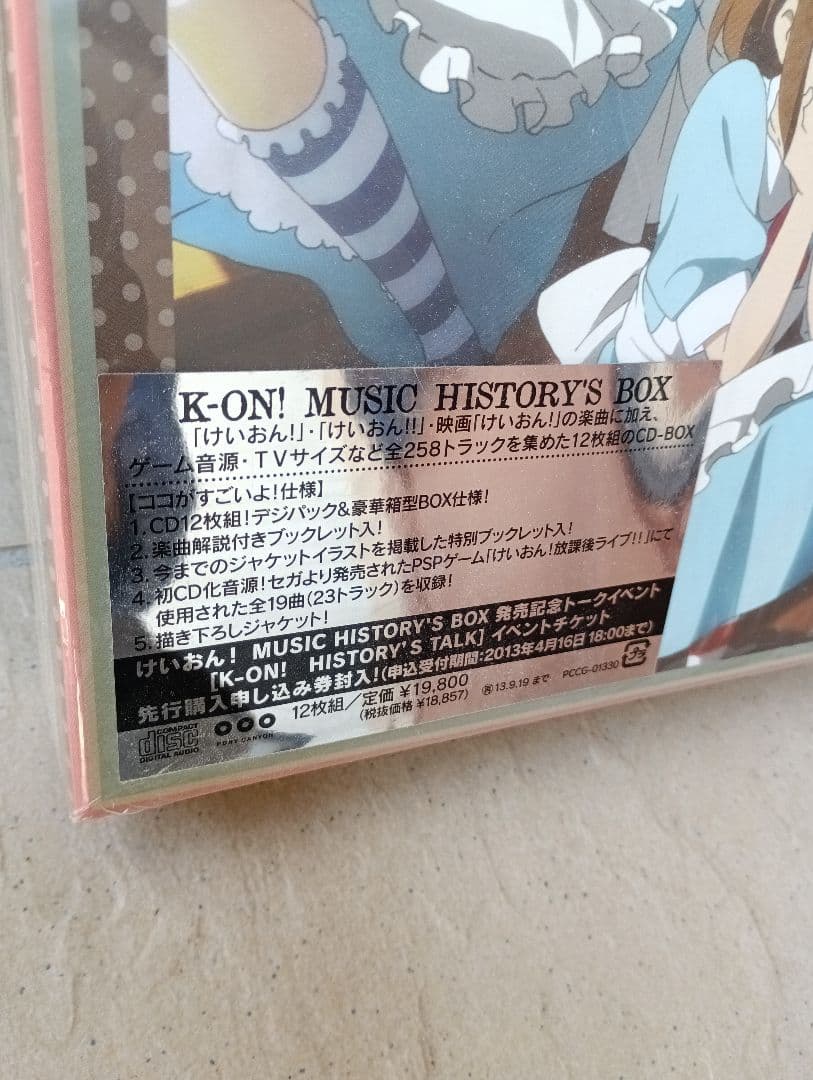 K-ON! MUSIC HISTORY'S BOX
「けいおん!」・「けいおん!!」・映画「けいおん!」の楽曲に加え、
ゲーム音源・TVサイズなど全258トラックを集めた12枚組のCD-BOX
【ココがすごいよ!仕様】
1. CD12枚組!デジパック&豪華箱型BOX仕様!
2. 楽曲解説付きブックレット入!
3. 今までのジャケットイラストを掲載した特別ブックレット入!
4. 初CD化音源!セガより発売されたPSPゲーム「けいおん!放課後ライブ!!」にて
使用された全19曲(23トラック)を収録!
5. 描き下ろしジャケット!
けいおん! MUSIC HISTORY'S BOX 発売記念トークイベント
[K-ON! HISTORY'S TALK] イベントチケット
先行購入申し込み券封入!(申込受付期間:2013年4月16日 18:00まで)
COMPACT disc DIGITAL AUDIO
PONY CANYON
12枚組/定価 ¥19,800
(税抜価格 ¥18,857)
再13.9.19 まで
PCCG-01330
プラ